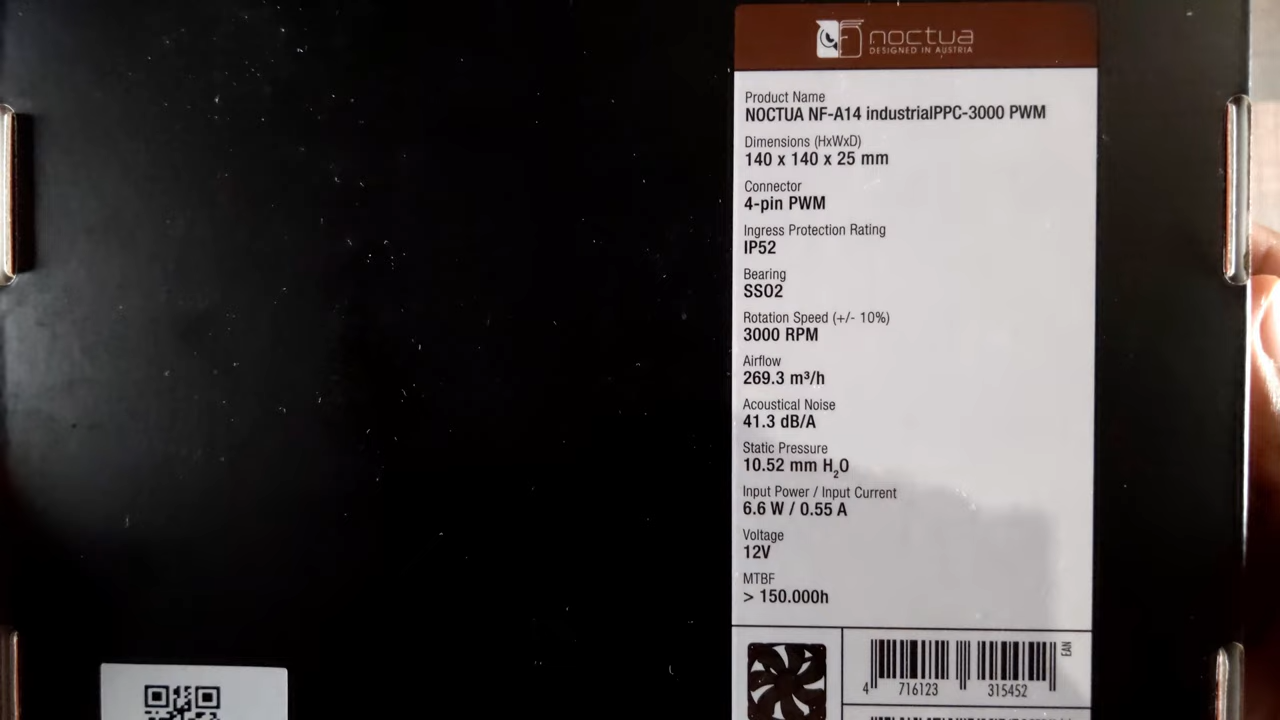 noctua
DESIGNED IN AUSTRIA
Product Name
NOCTUA NF-A14 industrialPPC-3000 PWM
Dimensions (HxWxD)
140 x 140 x 25 mm
Connector
4-pin PWM
Ingress Protection Rating
IP52
Bearing
SSO2
Rotation Speed (+/- 10%)
3000 RPM
Airflow
269.3 m³/h
Acoustical Noise
41.3 dB/A
Static Pressure
10.52 mm H₂O
Input Power / Input Current
6.6 W / 0.55 A
Voltage
12V
MTBF
> 150.000h
EAN
4 716123 315452